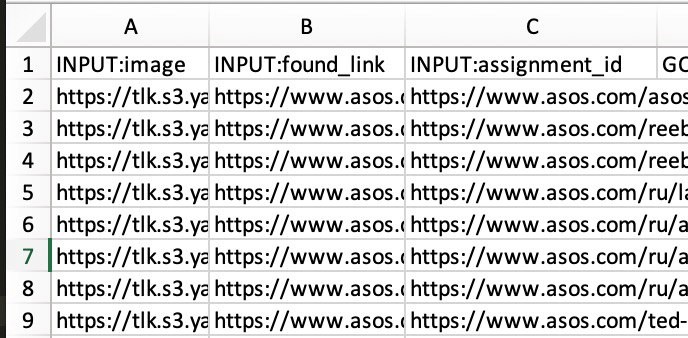 A B C
1 INPUT:image INPUT:found_link INPUT:assignment_id GC
2 https://tlk.s3.ya https://www.asos. https://www.asos.com/asos
3 https://tlk.s3.ya https://www.asos. https://www.asos.com/reeb
4 https://tlk.s3.ya https://www.asos. https://www.asos.com/reeb
5 https://tlk.s3.ya https://www.asos. https://www.asos.com/ru/la
6 https://tlk.s3.ya https://www.asos. https://www.asos.com/ru/a
7 https://tlk.s3.ya https://www.asos. https://www.asos.com/ru/a
8 https://tlk.s3.ya https://www.asos. https://www.asos.com/ru/a
9 https://tlk.s3.ya https://www.asos. https://www.asos.com/ted-